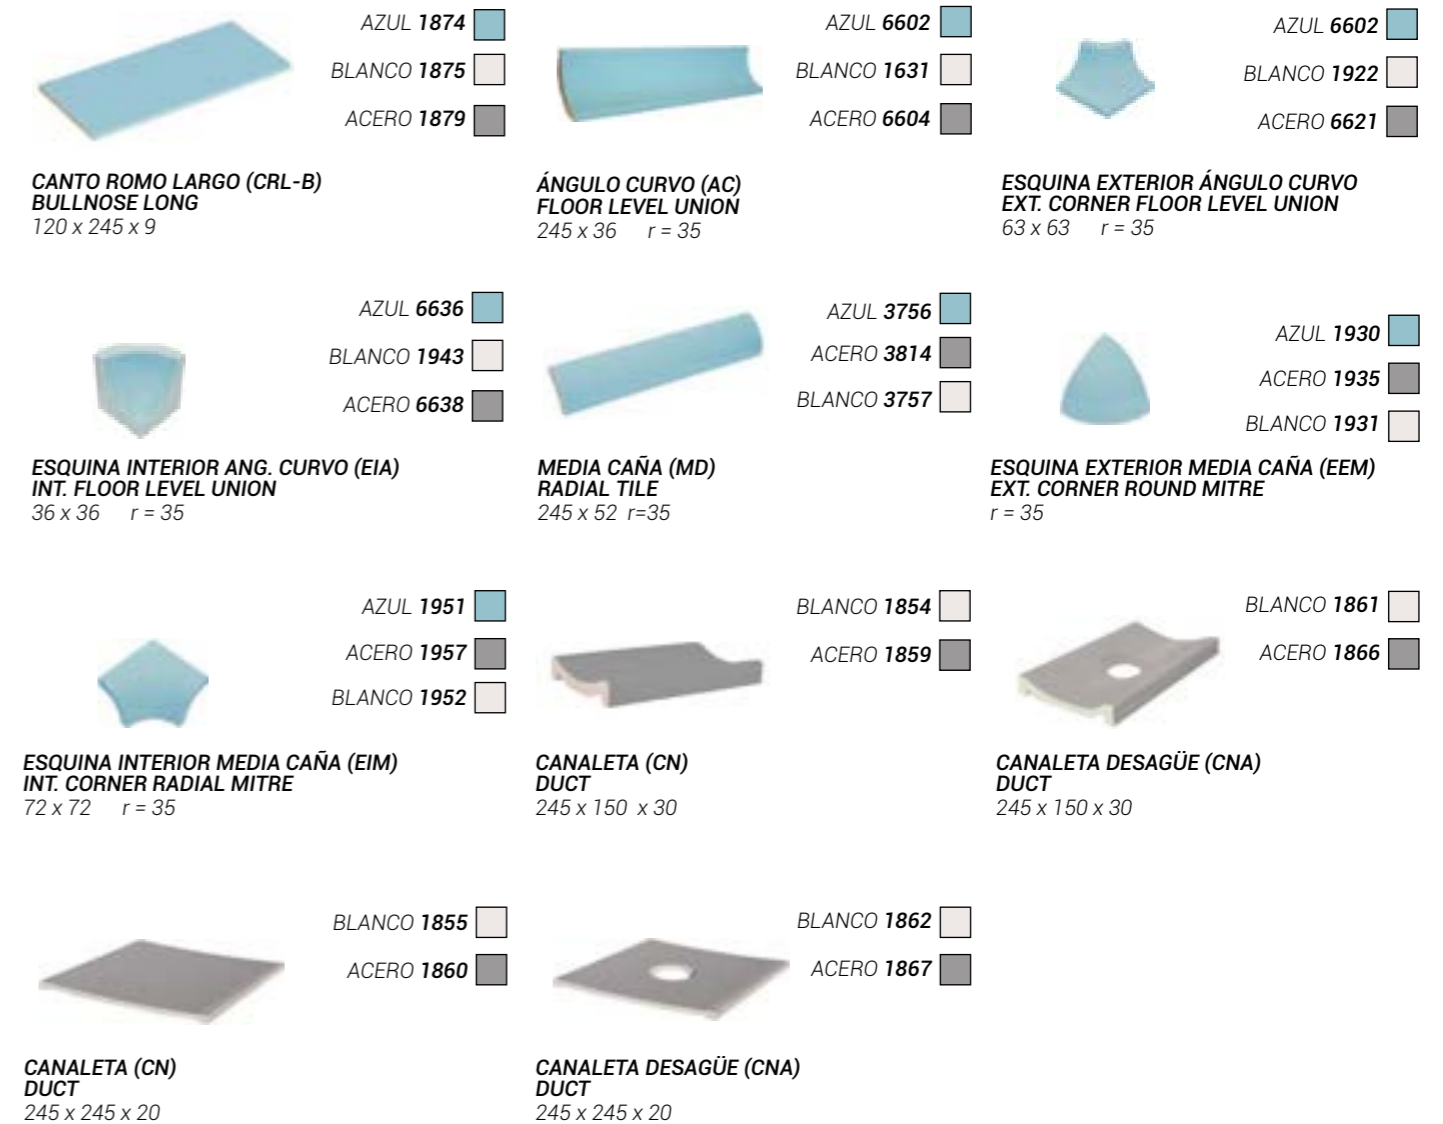 AZUL 1874
BLANCO 1875
ACERO 1879
CANTO ROMO LARGO (CRL-B)
BULLNOSE LONG
120 x 245 x 9
AZUL 6602
BLANCO 1631
ACERO 6604
ÁNGULO CURVO (AC)
FLOOR LEVEL UNION
245 x 36 r = 35
AZUL 6602
BLANCO 1922
ACERO 6621
ESQUINA EXTERIOR ÁNGULO CURVO
EXT. CORNER FLOOR LEVEL UNION
63 x 63 r = 35
AZUL 6636
BLANCO 1943
ACERO 6638
ESQUINA INTERIOR ANG. CURVO (EIA)
INT. FLOOR LEVEL UNION
36 x 36 r = 35
AZUL 3756
ACERO 3814
BLANCO 3757
MEDIA CAÑA (MD)
RADIAL TILE
245 x 52 r=35
AZUL 1930
ACERO 1935
BLANCO 1931
ESQUINA EXTERIOR MEDIA CAÑA (EEM)
EXT. CORNER ROUND MITRE
r = 35
AZUL 1951
ACERO 1957
BLANCO 1952
ESQUINA INTERIOR MEDIA CAÑA (EIM)
INT. CORNER RADIAL MITRE
72 x 72 r = 35
BLANCO 1854
ACERO 1859
CANALETA (CN)
DUCT
245 x 150 x 30
BLANCO 1861
ACERO 1866
CANALETA DESAGÜE (CNA)
DUCT
245 x 150 x 30
BLANCO 1855
ACERO 1860
CANALETA (CN)
DUCT
245 x 245 x 20
BLANCO 1862
ACERO 1867
CANALETA DESAGÜE (CNA)
DUCT
245 x 245 x 20